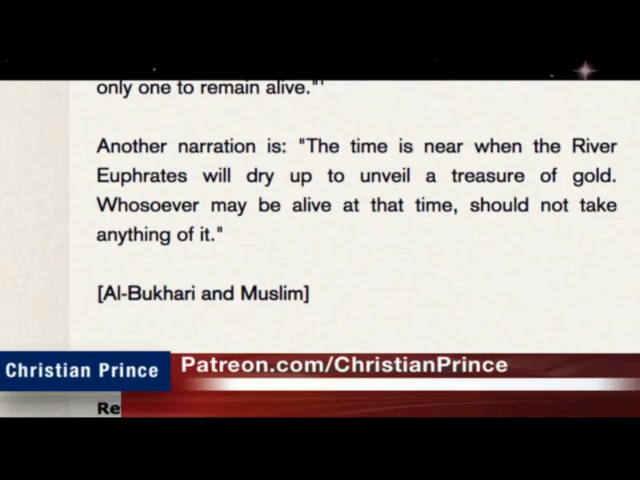 only one to remain alive."'
Another narration is: "The time is near when the River
Euphrates will dry up to unveil a treasure of gold.
Whosoever may be alive at that time, should not take
anything of it."
[Al-Bukhari and Muslim]
Christian Prince
Patreon.com/ChristianPrince
Re